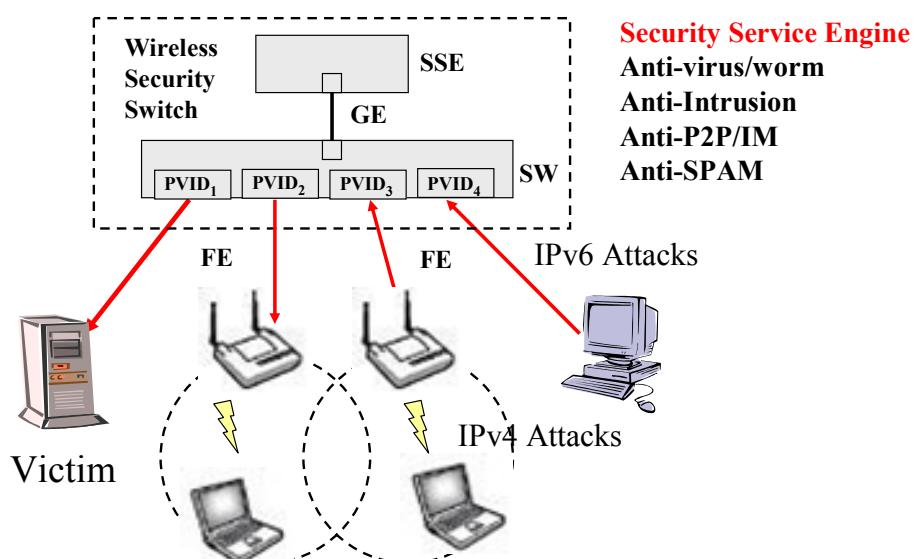 Wireless
Security
Switch
SSE
GE
SW
PVID1
PVID2
PVID3
PVID4
Security Service Engine
Anti-virus/worm
Anti-Intrusion
Anti-P2P/IM
Anti-SPAM
FE
FE
IPv6 Attacks
IPv4 Attacks
Victim